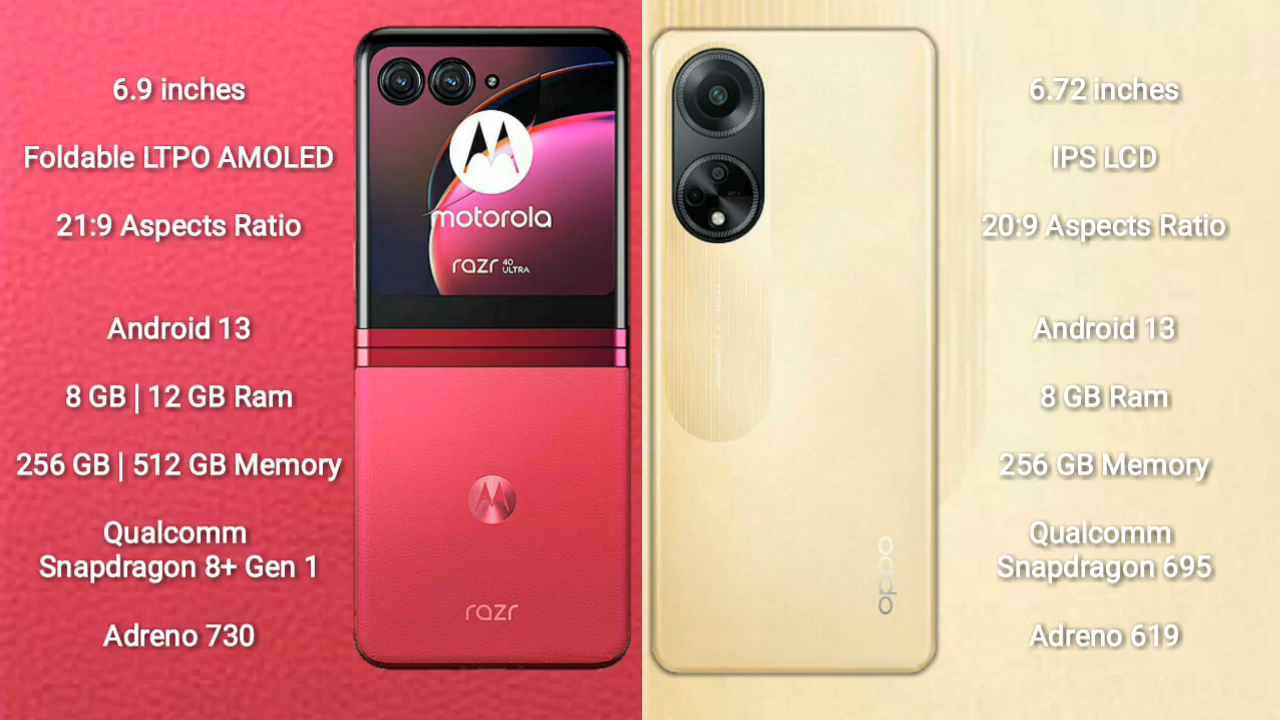 6.9 inches
Foldable LTPO AMOLED
21:9 Aspects Ratio
Android 13
8 GB | 12 GB Ram
256 GB | 512 GB Memory
Qualcomm
Snapdragon 8+ Gen 1
Adreno 730
motorola
razr 40
ULTRA
razr
oppo
6.72 inches
IPS LCD
20:9 Aspects Ratio
Android 13
8 GB Ram
256 GB Memory
Qualcomm
Snapdragon 695
Adreno 619